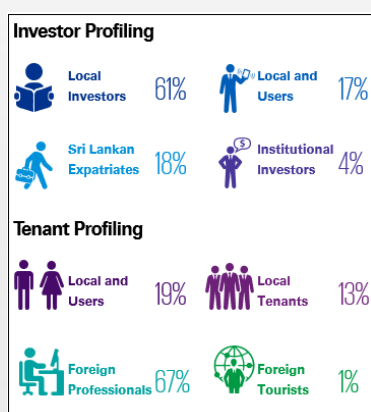 Investor Profiling
Local
Investors
61%
Local and
Users
17%
Sri Lankan
Expatriates
18%
$
Institutional
Investors
4%
Tenant Profiling
Local and
Users
19%
Local
Tenants
13%
Foreign
Professionals
67%
Foreign
Tourists
1%